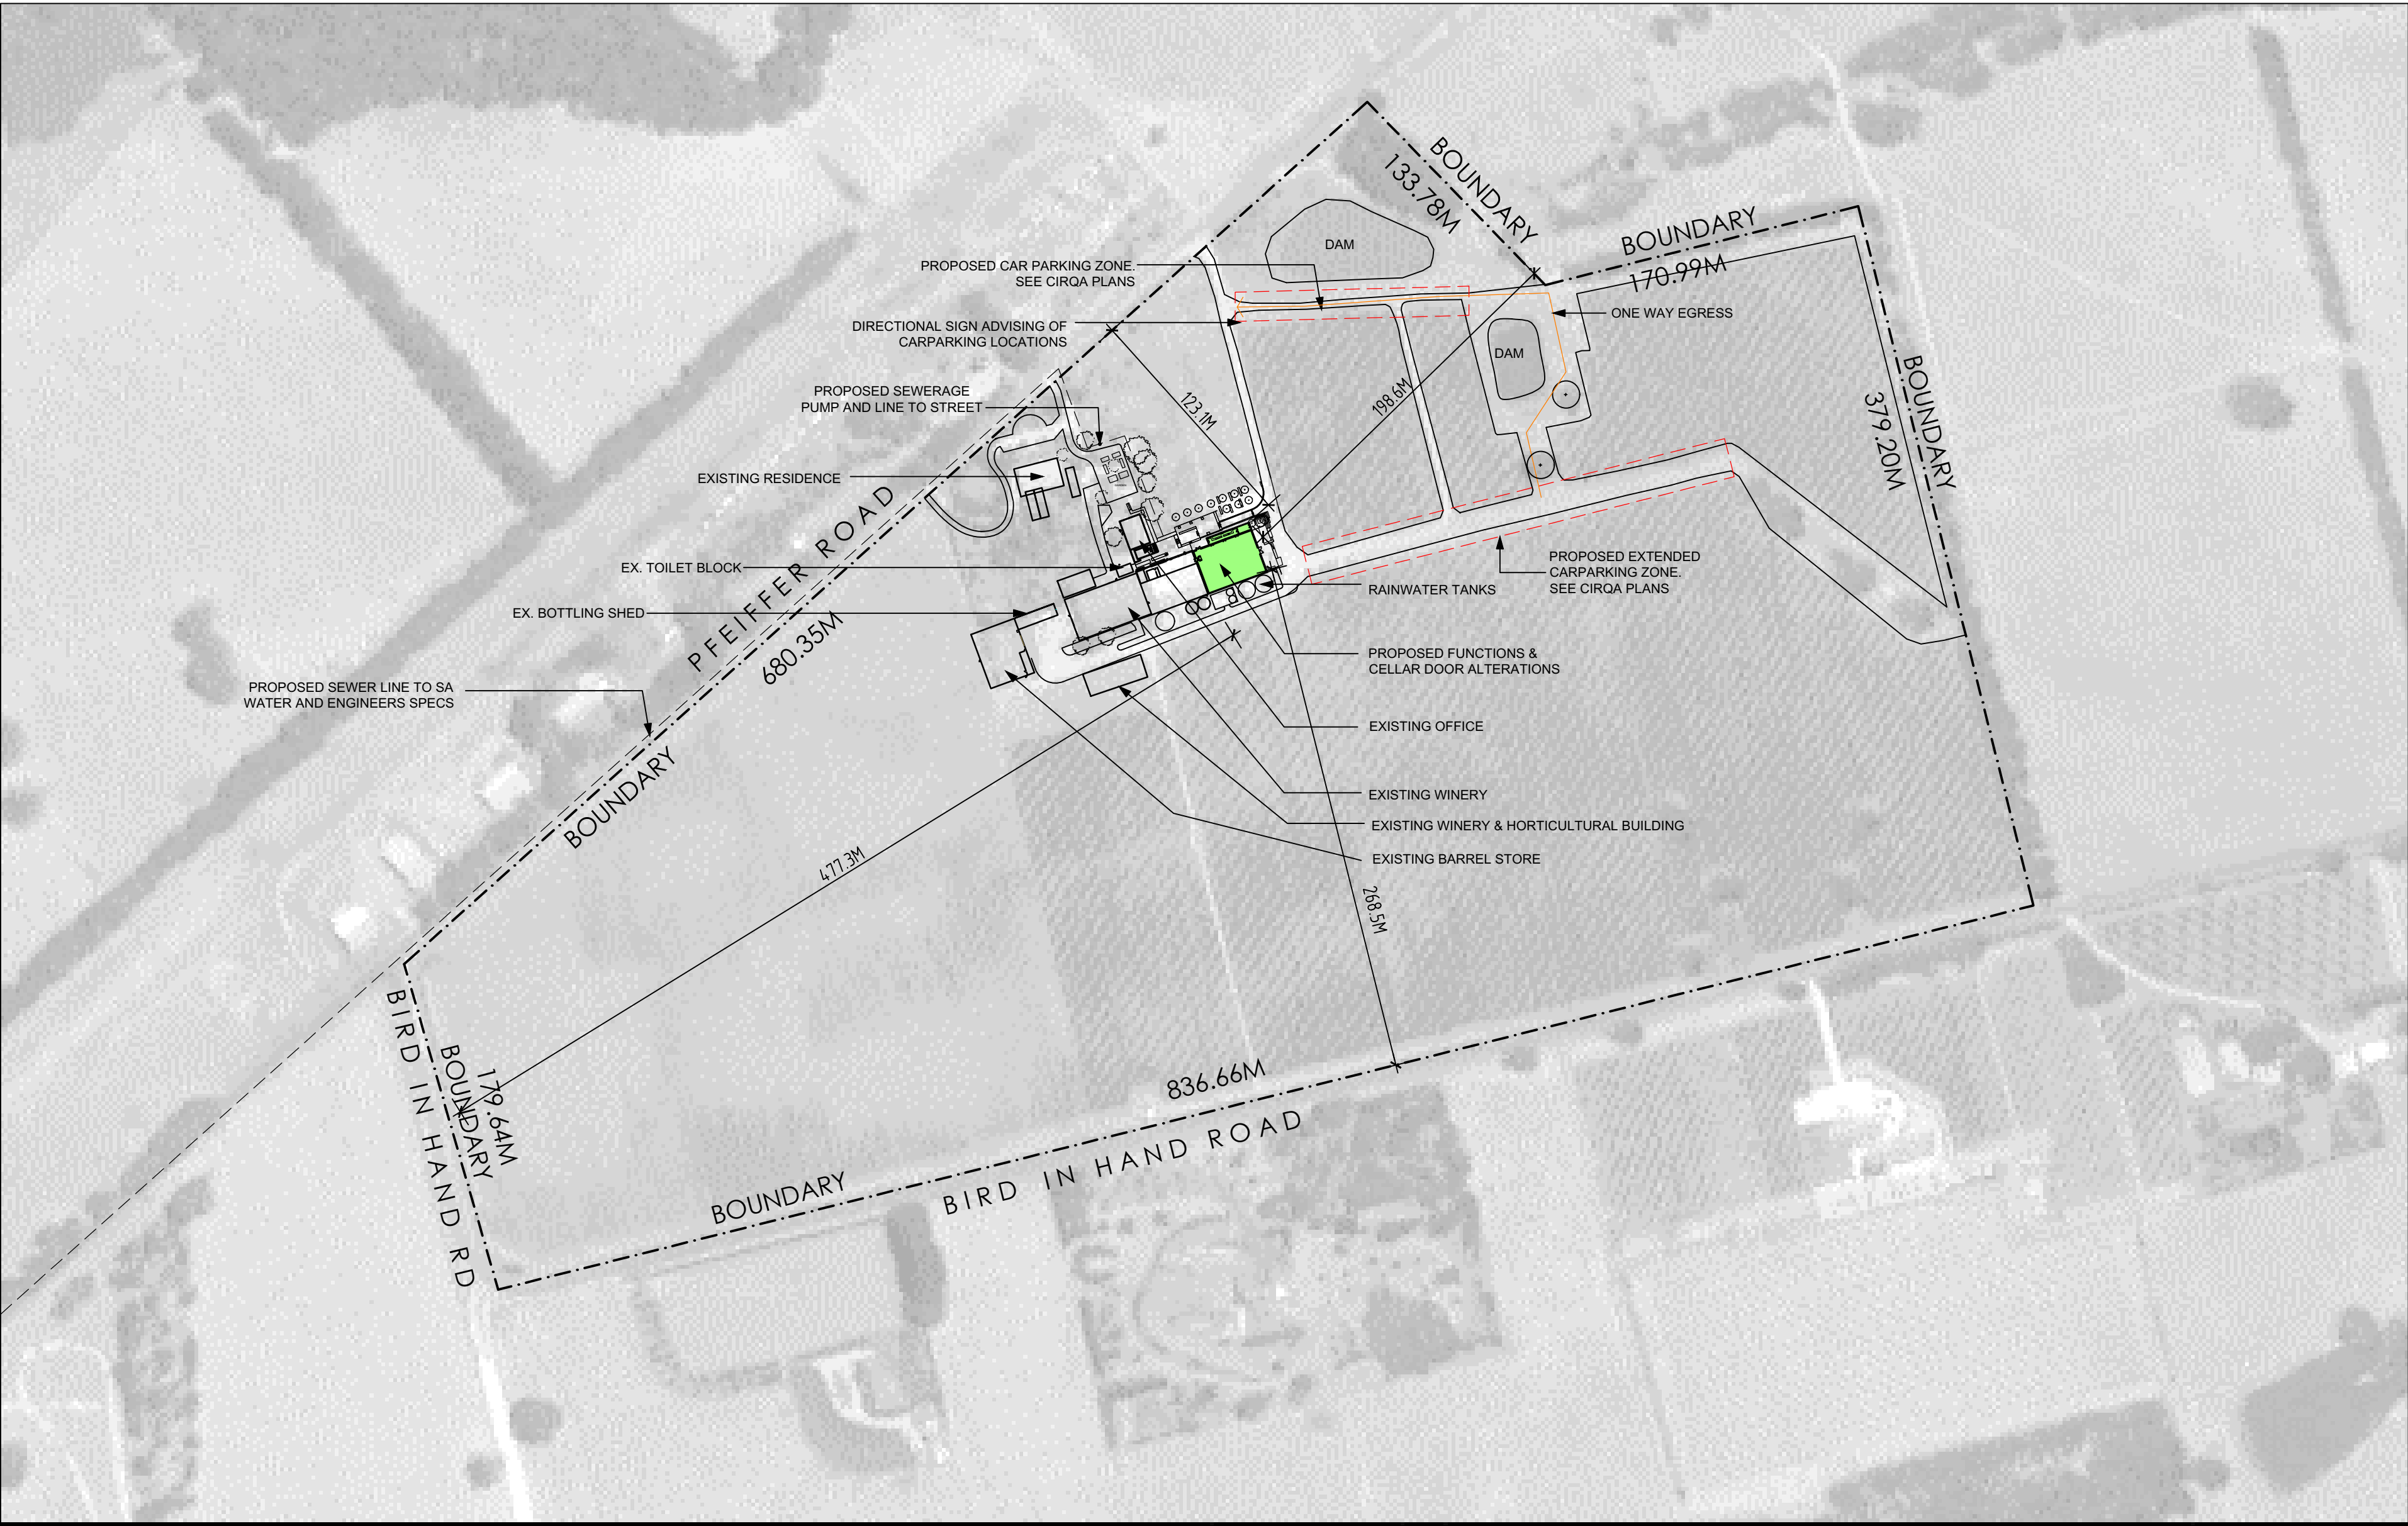 BOUNDARY
133.78M
BOUNDARY
170.99M
DAM
PROPOSED CAR PARKING ZONE.
SEE CIRQA PLANS
ONE WAY EGRESS
DIRECTIONAL SIGN ADVISING OF
CARPARKING LOCATIONS
DAM
BOUNDARY
379.20M
PROPOSED SEWERAGE
PUMP AND LINE TO STREET
123.1M
198.6M
EXISTING RESIDENCE
PFEIFFER ROAD
680.35M
EX. TOILET BLOCK
PROPOSED EXTENDED
CARPARKING ZONE.
SEE CIRQA PLANS
RAINWATER TANKS
EX. BOTTLING SHED
PROPOSED FUNCTIONS &
CELLAR DOOR ALTERATIONS
PROPOSED SEWER LINE TO SA
WATER AND ENGINEERS SPECS
EXISTING OFFICE
BOUNDARY
EXISTING WINERY
EXISTING WINERY & HORTICULTURAL BUILDING
EXISTING BARREL STORE
477.3M
268.5M
BIRD IN HAND RD
BOUNDARY
179.64M
836.66M
BOUNDARY
BIRD IN HAND ROAD